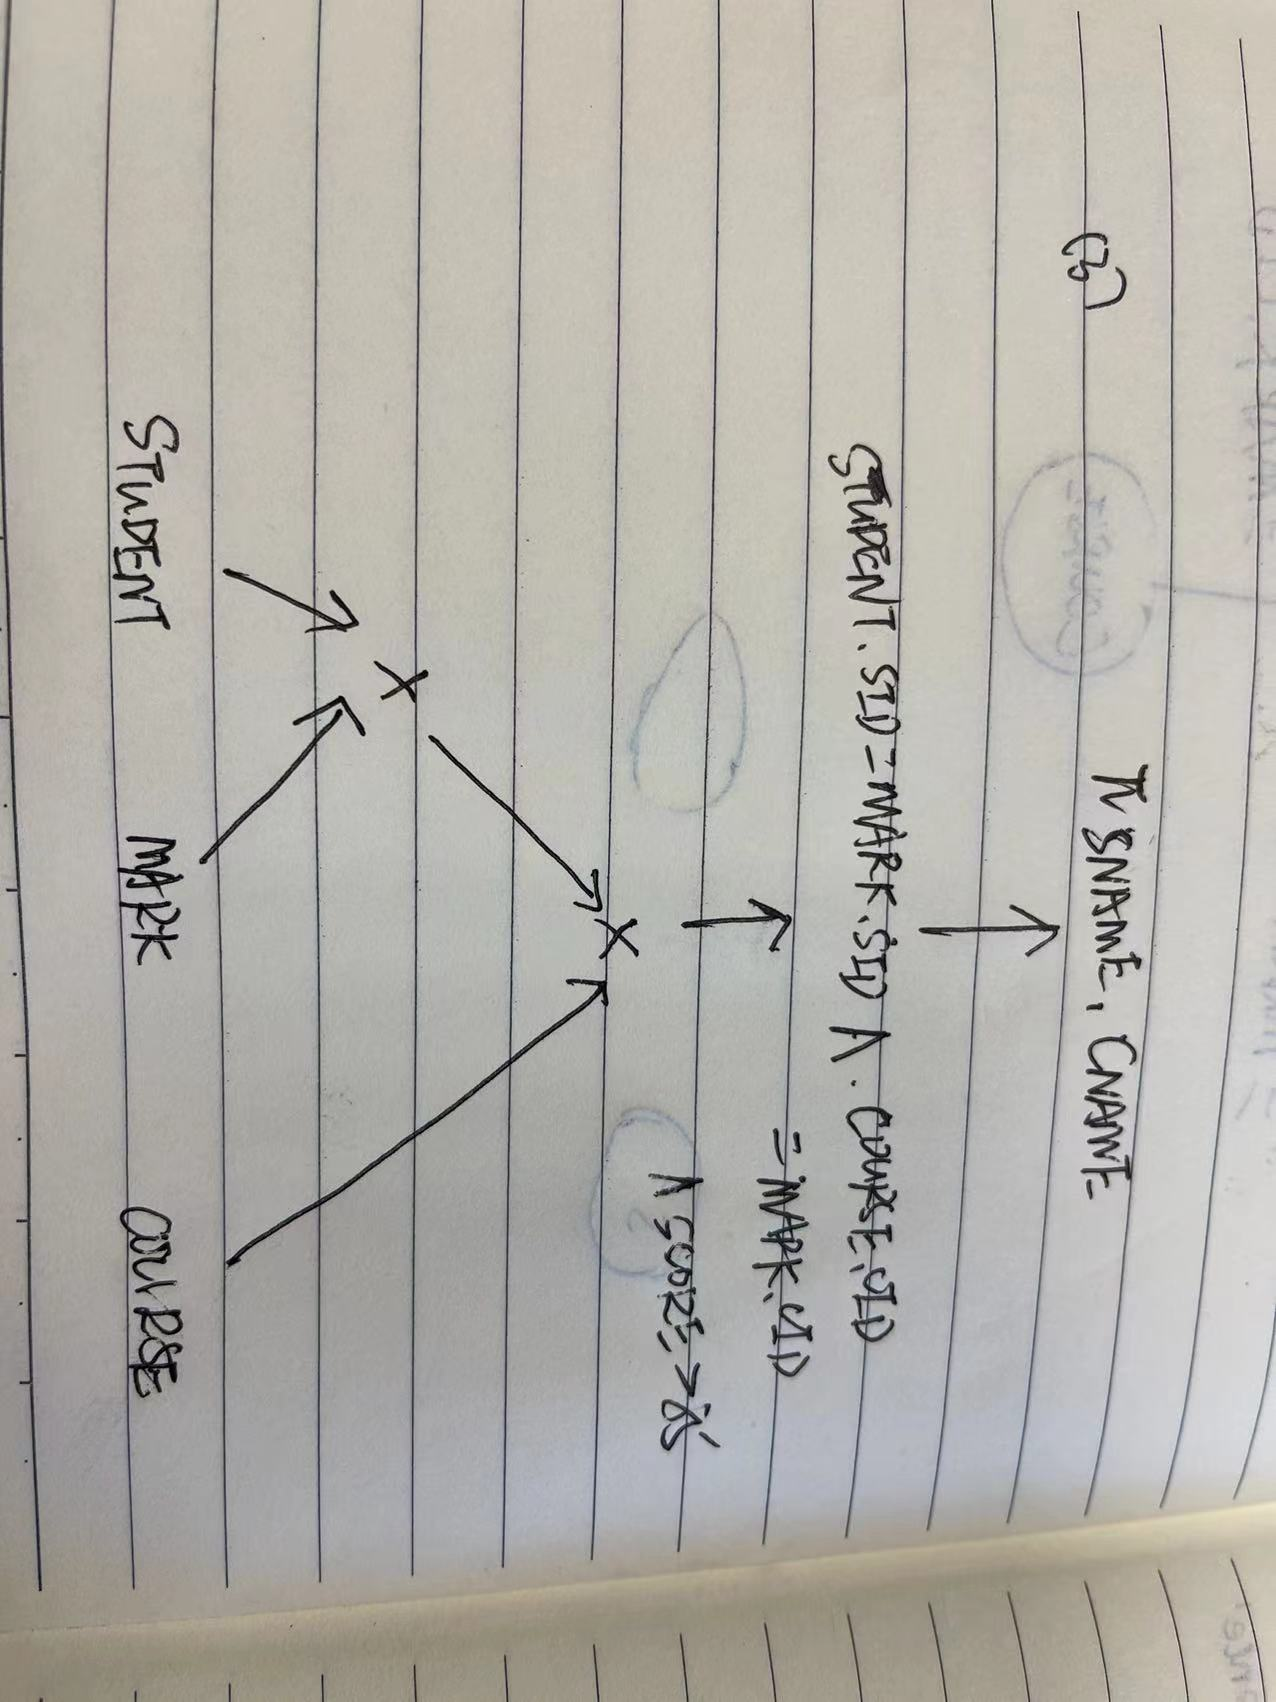 (3)
π SNAME, CNAME
STUDENT.SID=MARK.SID ∧ . COURSE.CID
=MARK.CID
∧ SCORE>85
×
×
STUDENT MARK COURSE